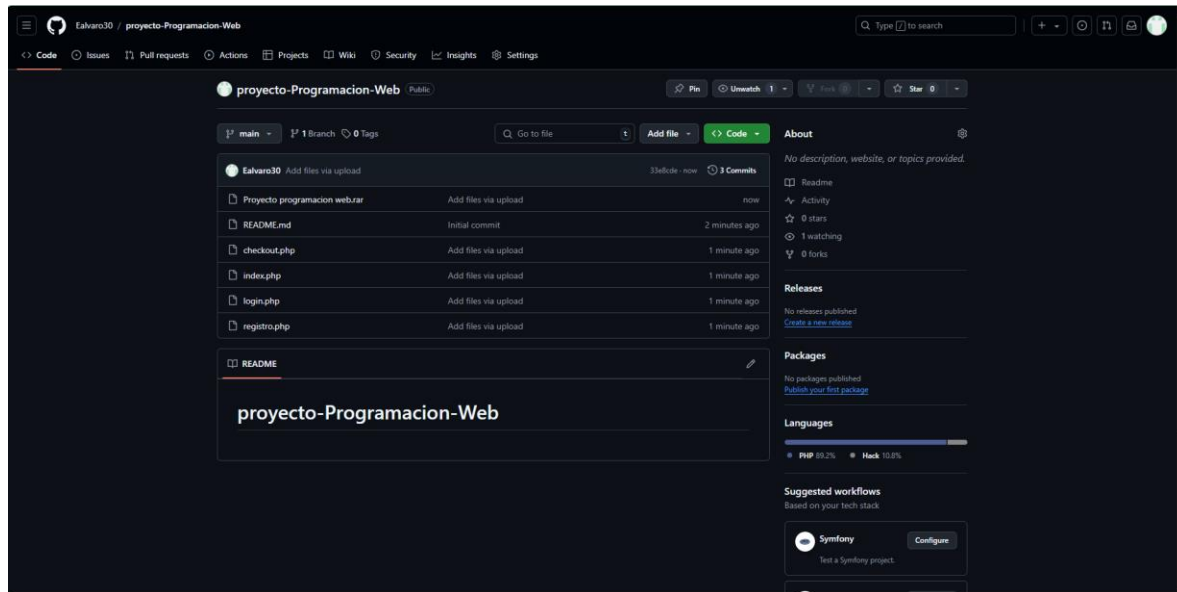 Ealvaro30 / proyecto-Programacion-Web
Type / to search
Code Issues Pull requests Actions Projects Wiki Security Insights Settings
proyecto-Programacion-Web Public
Pin Unwatch 1 Fork 0 Star 0
main 1 Branch 0 Tags
Go to file t Add file Code
Ealvaro30 Add files via upload
now 3 Commits
Proyecto programacion web.rar Add files via upload now
README.md Initial commit 2 minutes ago
checkout.php Add files via upload 1 minute ago
index.php Add files via upload 1 minute ago
login.php Add files via upload 1 minute ago
registro.php Add files via upload 1 minute ago
README
proyecto-Programacion-Web
About
No description, website, or topics provided.
Readme
Activity
0 stars
1 watching
0 forks
Releases
No releases published
Create a new release
Packages
No packages published
Publish your first package
Languages
PHP 89.2% Hack 10.8%
Suggested workflows
Based on your tech stack
Symfony Configure
Test a Symfony project.